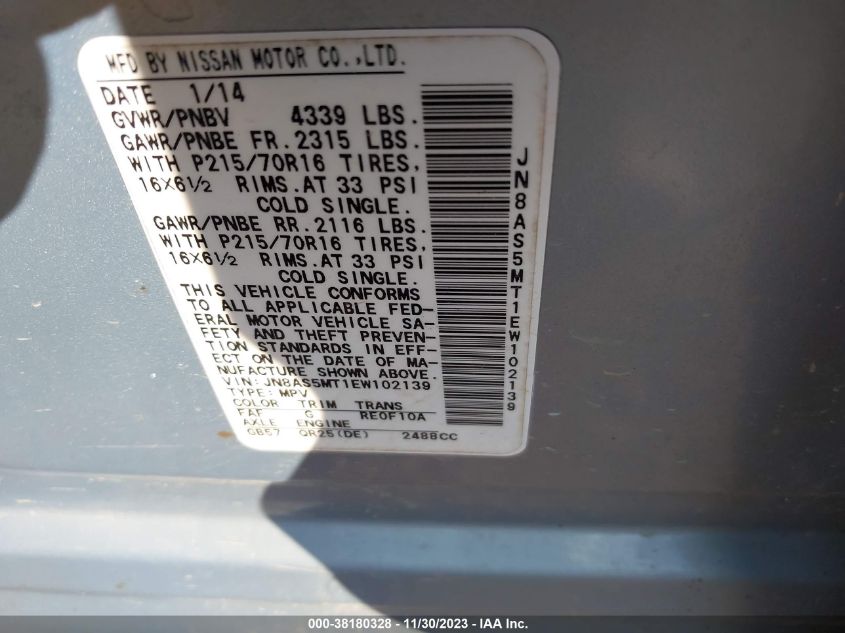 MFD BY NISSAN MOTOR CO.,LTD.
DATE 1/14
GVWR/PNBV 4339 LBS.
GAWR/PNBE FR.2315 LBS.
WITH P215/70R16 TIRES,
16X6½ RIMS.AT 33 PSI
COLD SINGLE.
GAWR/PNBE RR.2116 LBS.
WITH P215/70R16 TIRES,
16X6½ RIMS.AT 33 PSI
COLD SINGLE.
THIS VEHICLE CONFORMS
TO ALL APPLICABLE FED-
ERAL MOTOR VEHICLE SA-
FETY AND THEFT PREVEN-
TION STANDARDS IN EFF-
ECT ON THE DATE OF MA-
NUFACTURE SHOWN ABOVE.
VIN:JN8AS5MT1EW102139
TYPE:MPV
COLOR TRIM TRANS
FAF G RE0F10A
AXLE ENGINE
GB57 QR25(DE) 2488CC
JN8AS5MT1EW102139
000-38180328 - 11/30/2023 - IAA Inc.